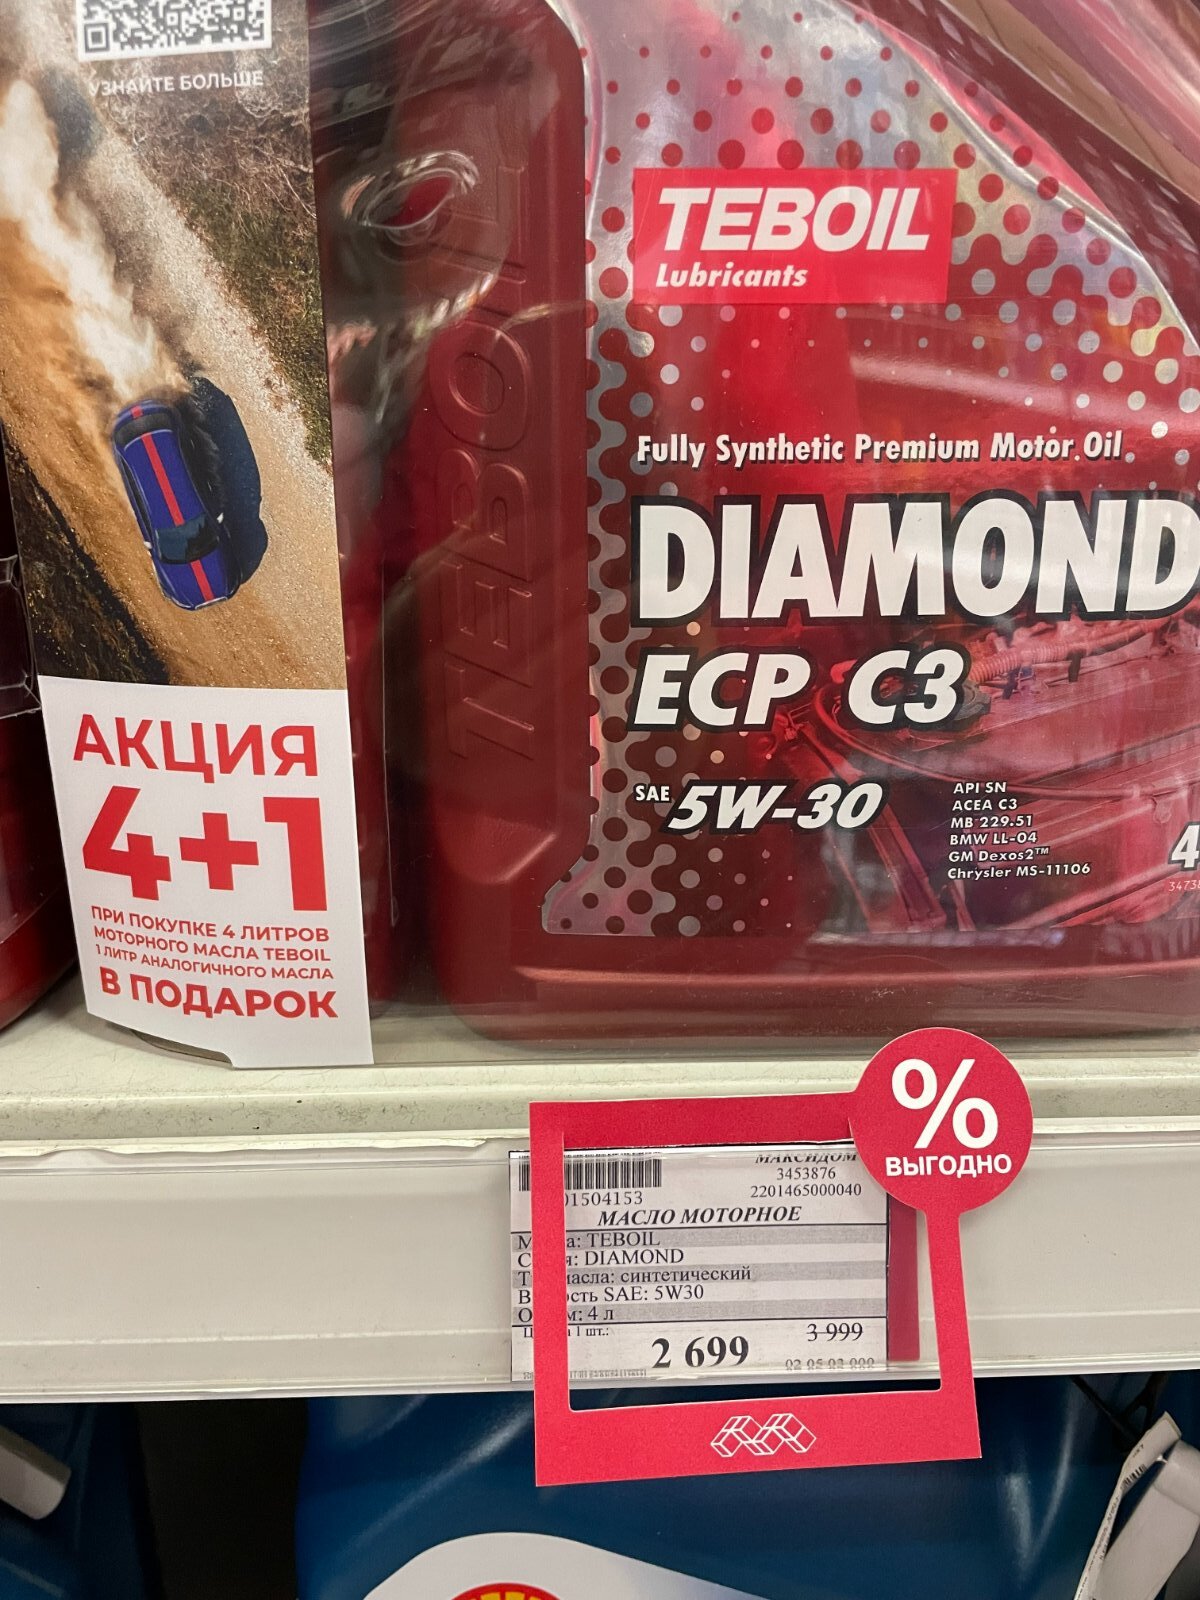 УЗНАЙТЕ БОЛЬШЕ
АКЦИЯ
4+1
ПРИ ПОКУПКЕ 4 ЛИТРОВ
МОТОРНОГО МАСЛА TEBOIL
1 ЛИТР АНАЛОГИЧНОГО МАСЛА
В ПОДАРОК
TEBOIL
TEBOIL
Lubricants
Fully Synthetic Premium Motor Oil
DIAMOND
ECP C3
SAE 5W-30
API SN
ACEA C3
MB 229.51
BMW LL-04
GM Dexos2™
Chrysler MS-11106
4
%
ВЫГОДНО
МАКСИДОМ
3453876
01504153
2201465000040
МАСЛО МОТОРНОЕ
TEBOIL
DIAMOND
масла: синтетический
SAE: 5W30
4 л
1 шт.:
2 699
3 999